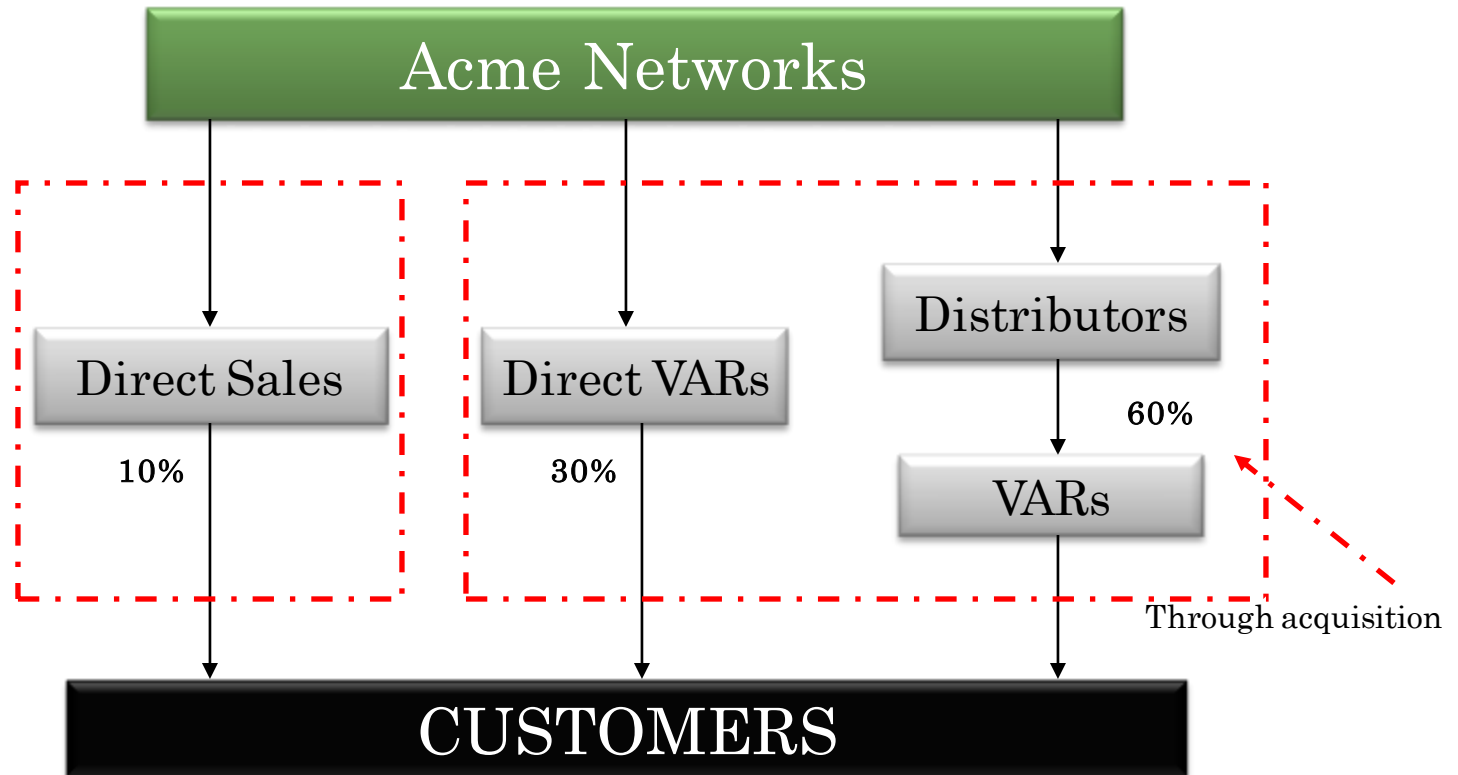 Acme Networks
Distributors
Direct Sales
Direct VARs
60%
10%
30%
VARs
Through acquisition
CUSTOMERS